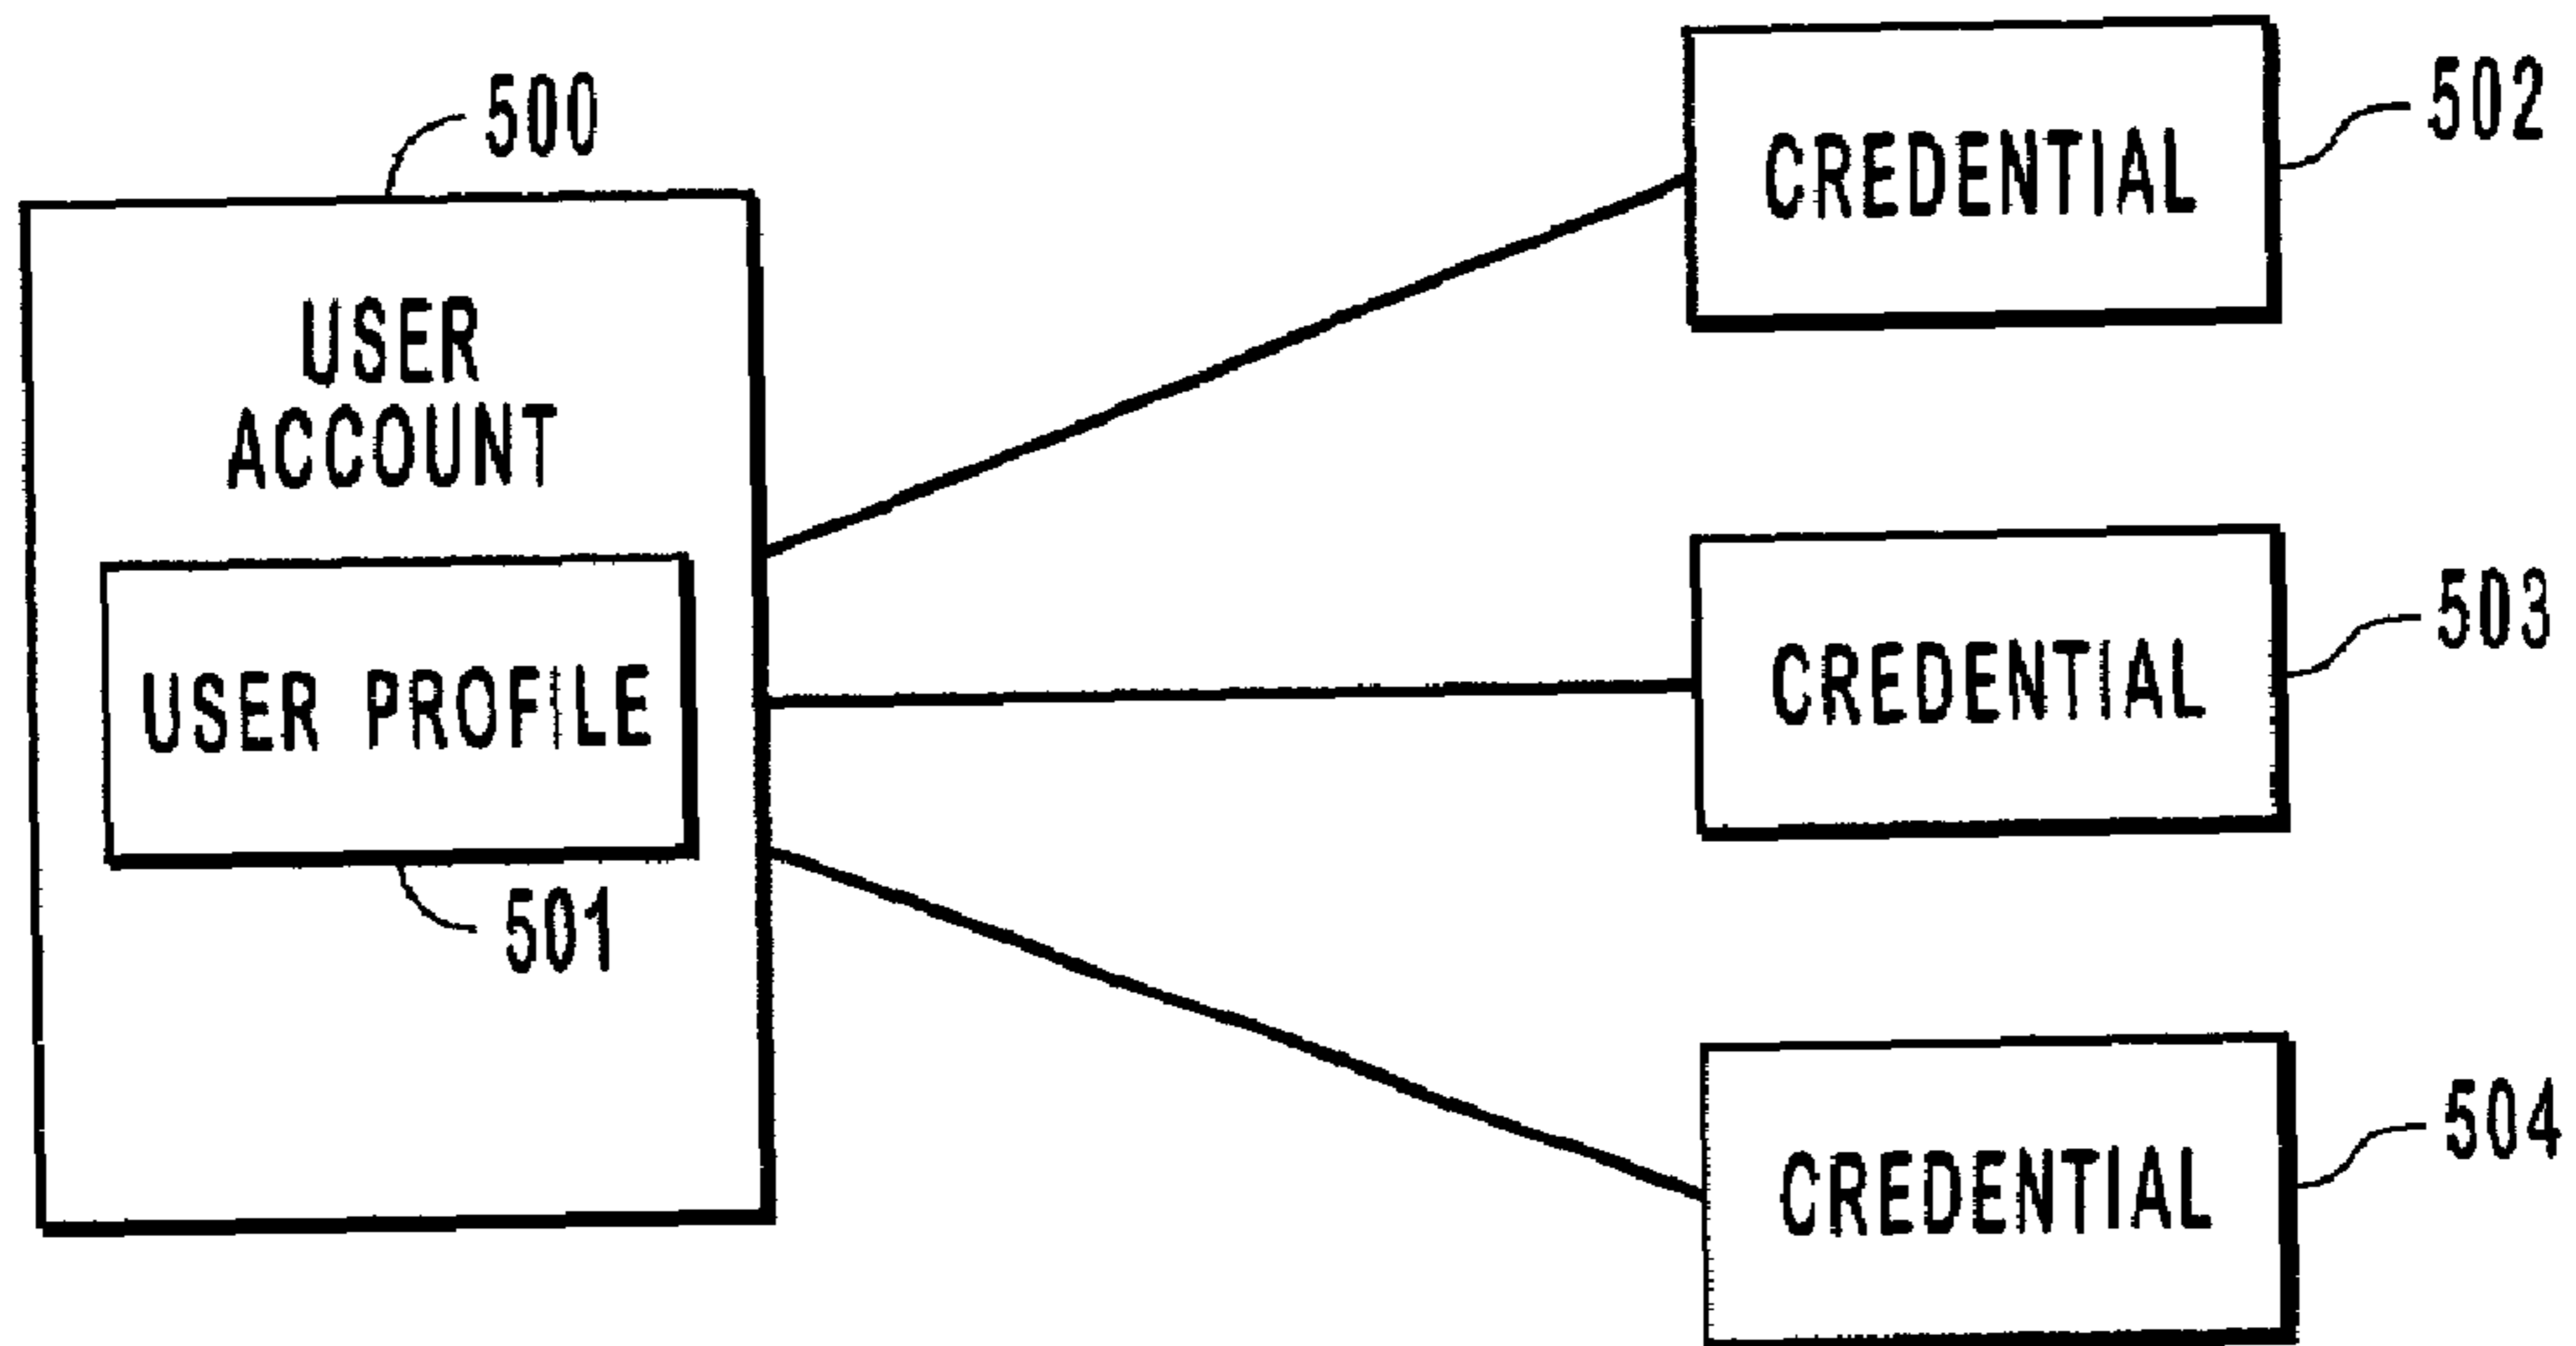 500
USER
ACCOUNT
USER PROFILE
501
CREDENTIAL
502
CREDENTIAL
503
CREDENTIAL
504